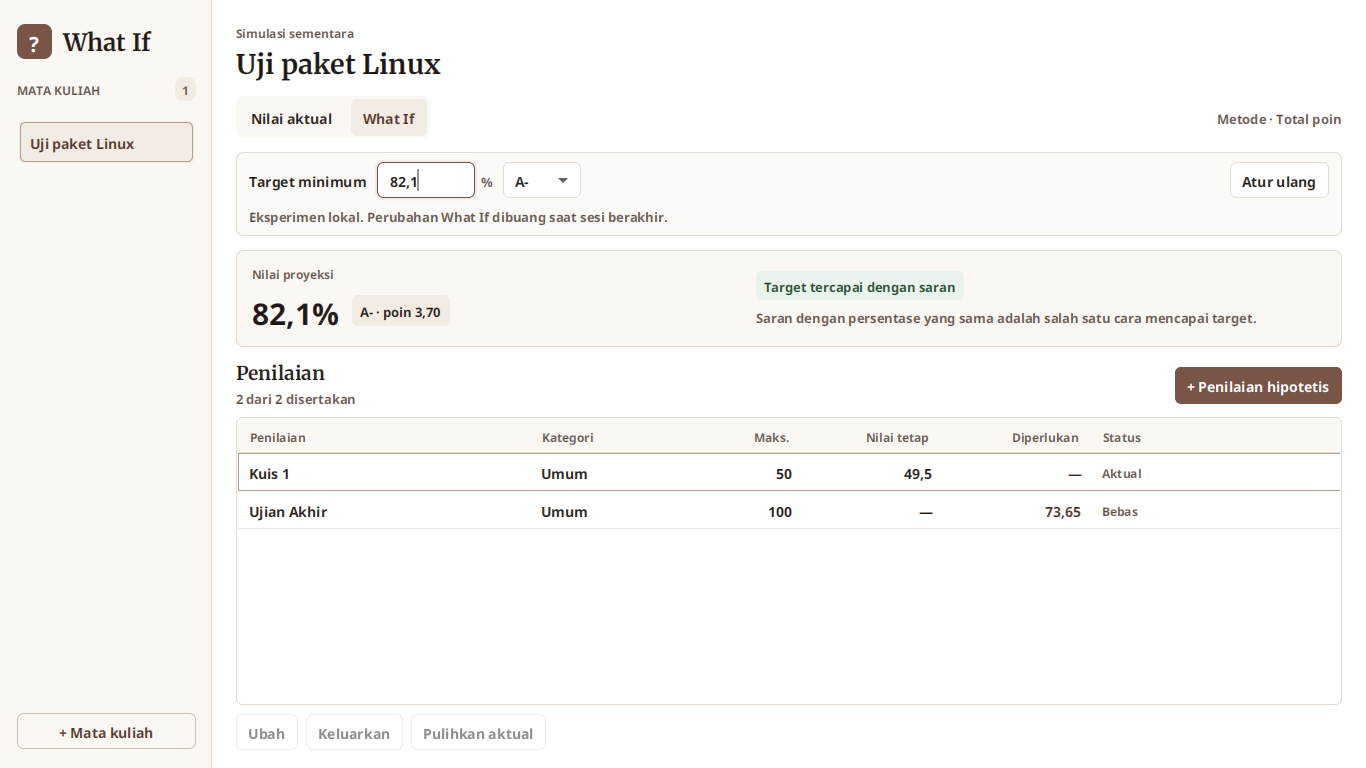 ? What If
MATA KULIAH 1
Uji paket Linux
+ Mata kuliah
Simulasi sementara
Uji paket Linux
Nilai aktual What If
Metode · Total poin
Target minimum 82,1 % A- Atur ulang
Eksperimen lokal. Perubahan What If dibuang saat sesi berakhir.
Nilai proyeksi
82,1% A- · poin 3,70
Target tercapai dengan saran
Saran dengan persentase yang sama adalah salah satu cara mencapai target.
Penilaian
2 dari 2 disertakan
+ Penilaian hipotetis
Penilaian Kategori Maks. Nilai tetap Diperlukan Status
Kuis 1 Umum 50 49,5 — Aktual
Ujian Akhir Umum 100 — 73,65 Bebas
Ubah Keluarkan Pulihkan aktual